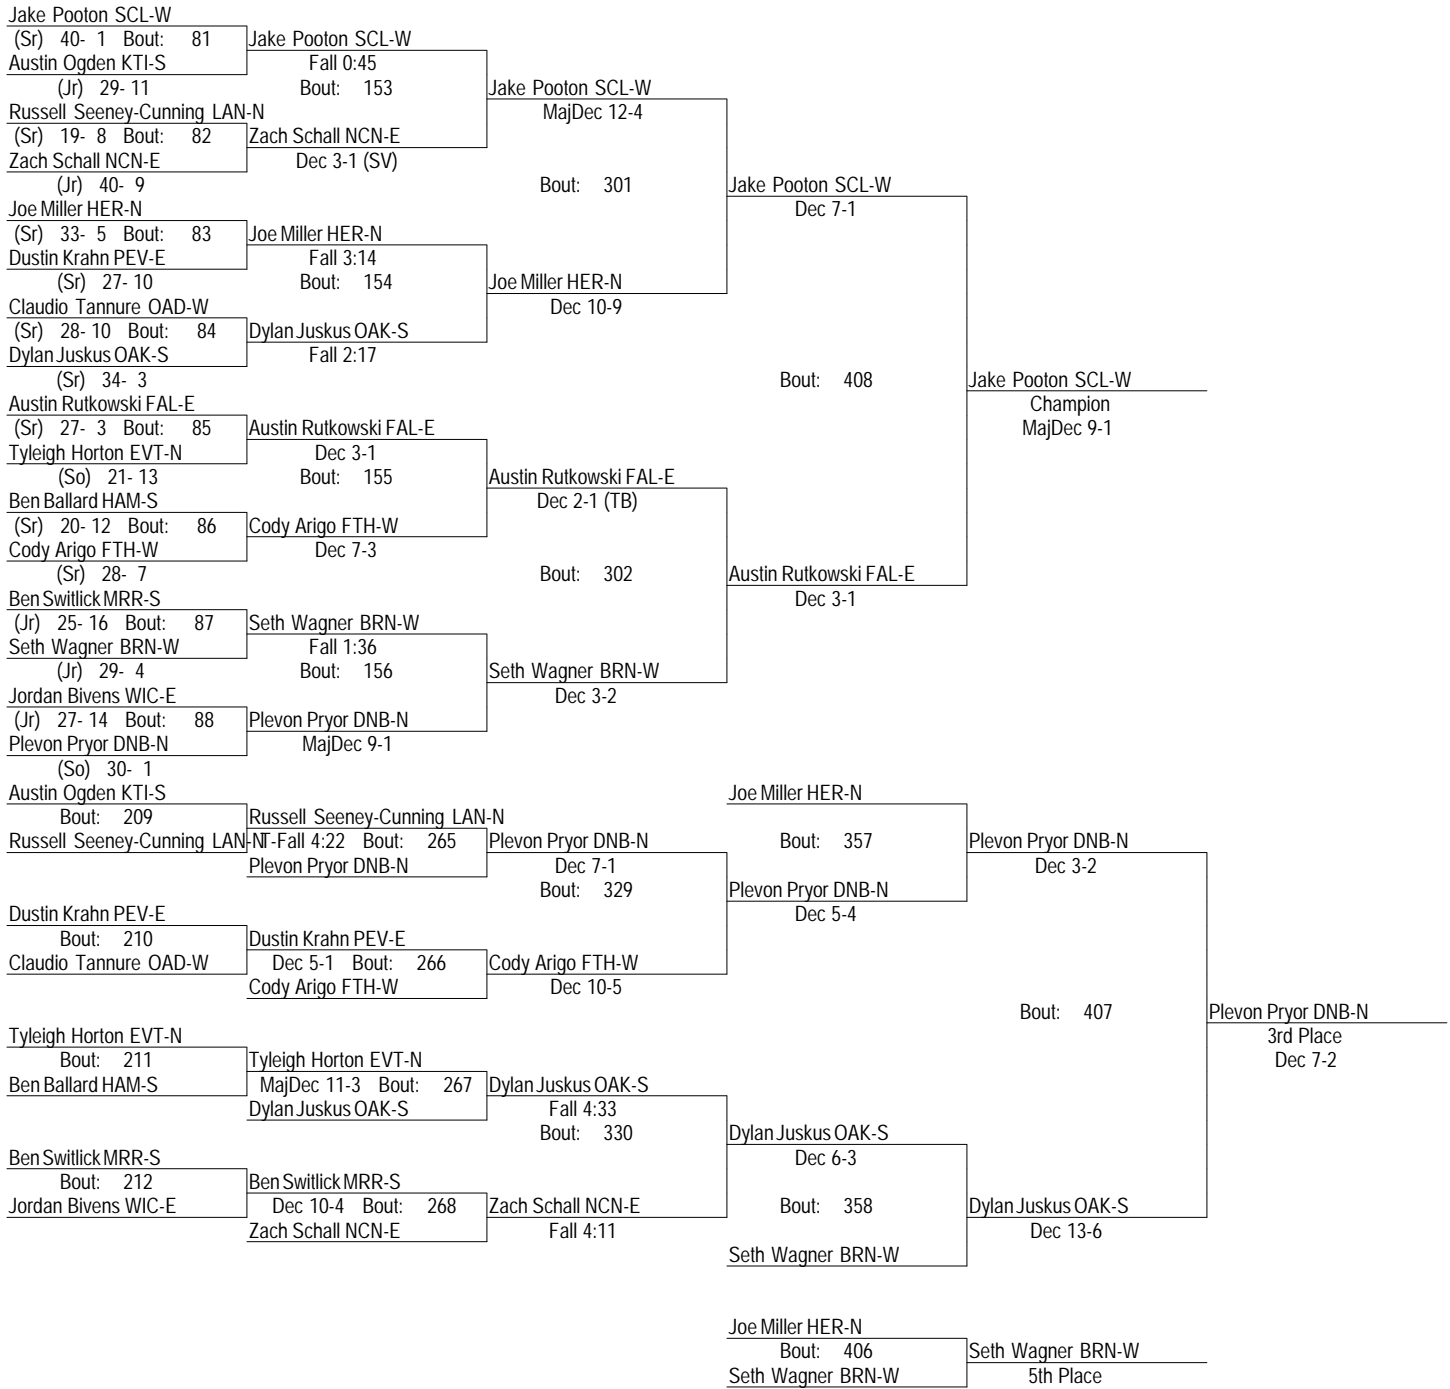 Jake Pooton SCL-W
(Sr) 40- 1 Bout: 81 Jake Pooton SCL-W
Austin Ogden KTI-S Fall 0:45
(Jr) 29- 11 Bout: 153 Jake Pooton SCL-W
Russell Seeney-Cunning LAN-N MajDec 12-4
(Sr) 19- 8 Bout: 82 Zach Schall NCN-E
Zach Schall NCN-E Dec 3-1 (SV)
(Jr) 40- 9 Bout: 301 Jake Pooton SCL-W
Joe Miller HER-N Dec 7-1
(Sr) 33- 5 Bout: 83 Joe Miller HER-N
Dustin Krahn PEV-E Fall 3:14
(Sr) 27- 10 Bout: 154 Joe Miller HER-N
Claudio Tannure OAD-W Dec 10-9
(Sr) 28- 10 Bout: 84 Dylan Juskus OAK-S
Dylan Juskus OAK-S Fall 2:17
(Sr) 34- 3 Bout: 408 Jake Pooton SCL-W
Austin Rutkowski FAL-E Champion
(Sr) 27- 3 Bout: 85 Austin Rutkowski FAL-E MajDec 9-1
Tyleigh Horton EVT-N Dec 3-1
(So) 21- 13 Bout: 155 Austin Rutkowski FAL-E
Ben Ballard HAM-S Dec 2-1 (TB)
(Sr) 20- 12 Bout: 86 Cody Arigo FTH-W
Cody Arigo FTH-W Dec 7-3
(Sr) 28- 7 Bout: 302 Austin Rutkowski FAL-E
Ben Switlick MRR-S Dec 3-1
(Jr) 25- 16 Bout: 87 Seth Wagner BRN-W
Seth Wagner BRN-W Fall 1:36
(Jr) 29- 4 Bout: 156 Seth Wagner BRN-W
Jordan Bivens WIC-E Dec 3-2
(Jr) 27- 14 Bout: 88 Plevon Pryor DNB-N
Plevon Pryor DNB-N MajDec 9-1
(So) 30- 1
Austin Ogden KTI-S Joe Miller HER-N
Bout: 209 Russell Seeney-Cunning LAN-N
Russell Seeney-Cunning LAN-N T-Fall 4:22 Bout: 265 Plevon Pryor DNB-N Bout: 357 Plevon Pryor DNB-N
Plevon Pryor DNB-N Dec 7-1 Dec 3-2
Bout: 329 Plevon Pryor DNB-N
Dustin Krahn PEV-E Dec 5-4
Bout: 210 Dustin Krahn PEV-E
Claudio Tannure OAD-W Dec 5-1 Bout: 266 Cody Arigo FTH-W
Cody Arigo FTH-W Dec 10-5
Bout: 407 Plevon Pryor DNB-N
Tyleigh Horton EVT-N 3rd Place
Bout: 211 Tyleigh Horton EVT-N Dec 7-2
Ben Ballard HAM-S MajDec 11-3 Bout: 267 Dylan Juskus OAK-S
Dylan Juskus OAK-S Fall 4:33
Bout: 330 Dylan Juskus OAK-S
Ben Switlick MRR-S Dec 6-3
Bout: 212 Ben Switlick MRR-S
Jordan Bivens WIC-E Dec 10-4 Bout: 268 Zach Schall NCN-E Bout: 358 Dylan Juskus OAK-S
Zach Schall NCN-E Fall 4:11 Dec 13-6
Seth Wagner BRN-W
Joe Miller HER-N
Bout: 406 Seth Wagner BRN-W
Seth Wagner BRN-W 5th Place